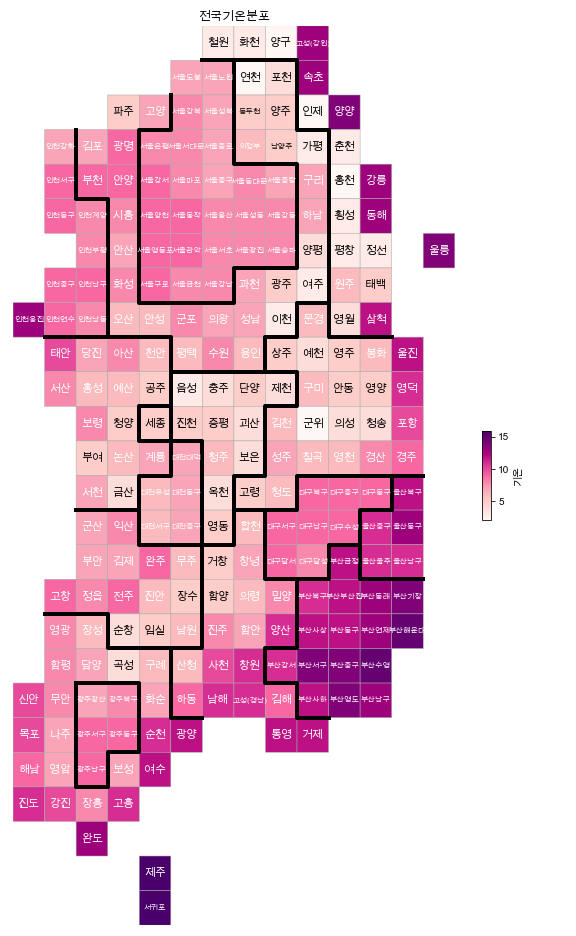 전국기온분포
철원 화천 양구 고성(강원)
서울도봉 서울노원 연천 포천 속초
파주 고양 서울강북 서울성북 동두천 양주 인제 양양
인천강화 김포 광명 서울은평 서울서대문 서울종로 의정부 남양주 가평 춘천
인천서구 부천 안양 서울강서 서울마포 서울중구 서울동대문 서울중랑 구리 홍천 강릉
인천동구 인천계양 시흥 서울양천 서울동작 서울용산 서울성동 서울강동 하남 횡성 동해
인천부평 안산 서울영등포 서울관악 서울서초 서울광진 서울송파 양평 평창 정선 울릉
인천중구 인천남구 화성 서울구로 서울금천 서울강남 과천 광주 여주 원주 태백
인천옹진 인천연수 인천남동 오산 안성 군포 의왕 성남 이천 문경 영월 삼척
태안 당진 아산 천안 평택 수원 용인 상주 예천 영주 봉화 울진
서산 홍성 예산 공주 음성 충주 단양 제천 구미 안동 영양 영덕
보령 청양 세종 진천 증평 괴산 김천 군위 의성 청송 포항
부여 논산 계룡 대전대덕 청주 보은 성주 칠곡 영천 경산 경주
서천 금산 대전유성 대전동구 옥천 고령 청도 대구북구 대구중구 대구동구 울산북구
군산 익산 대전서구 대전중구 영동 합천 대구서구 대구남구 대구수성 울산중구 울산동구
부안 김제 완주 무주 거창 창녕 대구달서 대구달성 부산금정 울산울주 울산남구
고창 정읍 전주 진안 장수 함양 의령 밀양 부산북구 부산부산진 부산동래 부산기장
영광 장성 순창 임실 남원 진주 함안 양산 부산사상 부산동구 부산연제 부산해운대
함평 담양 곡성 구례 산청 사천 창원 부산강서 부산서구 부산중구 부산수영
신안 무안 광주광산 광주북구 화순 하동 남해 고성(경남) 김해 부산사하 부산영도 부산남구
목포 나주 광주서구 광주동구 순천 광양 통영 거제
해남 영암 광주남구 보성 여수
진도 강진 장흥 고흥
완도
제주
서귀포
15
10
5
기온